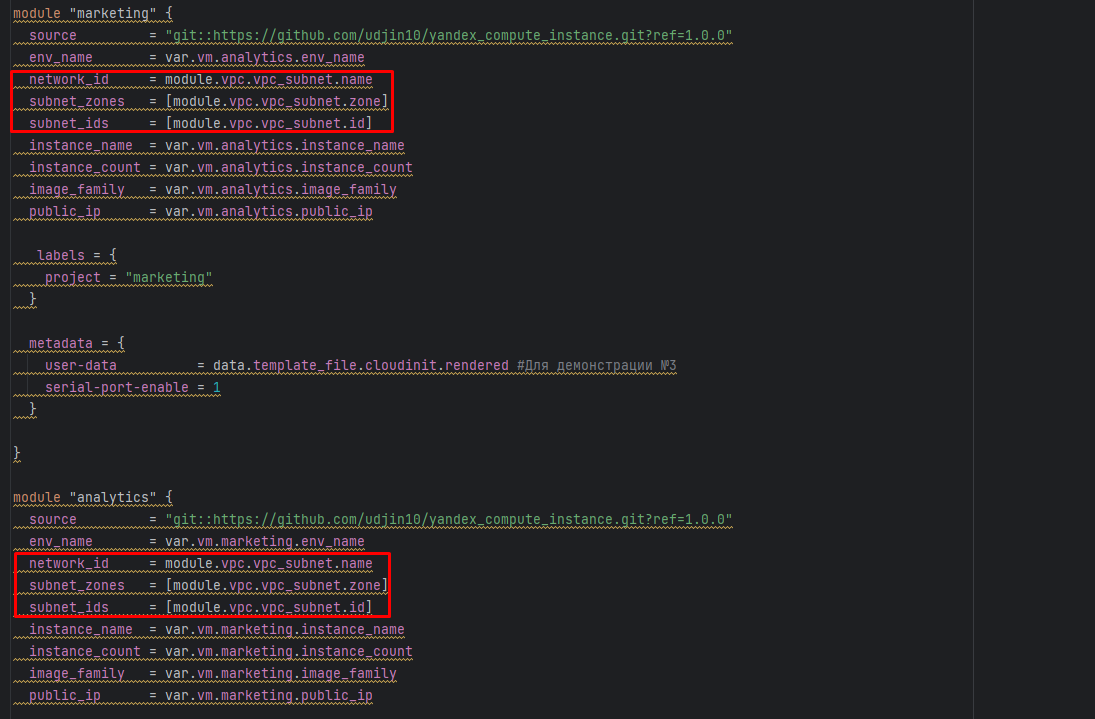 module "marketing" {
source = "git::https://github.com/udjin10/yandex_compute_instance.git?ref=1.0.0"
env_name = var.vm.analytics.env_name
network_id = module.vpc.vpc_subnet.name
subnet_zones = [module.vpc.vpc_subnet.zone]
subnet_ids = [module.vpc.vpc_subnet.id]
instance_name = var.vm.analytics.instance_name
instance_count = var.vm.analytics.instance_count
image_family = var.vm.analytics.image_family
public_ip = var.vm.analytics.public_ip
labels = {
project = "marketing"
}
metadata = {
user-data = data.template_file.cloudinit.rendered #Для демонстрации №3
serial-port-enable = 1
}
}
module "analytics" {
source = "git::https://github.com/udjin10/yandex_compute_instance.git?ref=1.0.0"
env_name = var.vm.marketing.env_name
network_id = module.vpc.vpc_subnet.name
subnet_zones = [module.vpc.vpc_subnet.zone]
subnet_ids = [module.vpc.vpc_subnet.id]
instance_name = var.vm.marketing.instance_name
instance_count = var.vm.marketing.instance_count
image_family = var.vm.marketing.image_family
public_ip = var.vm.marketing.public_ip